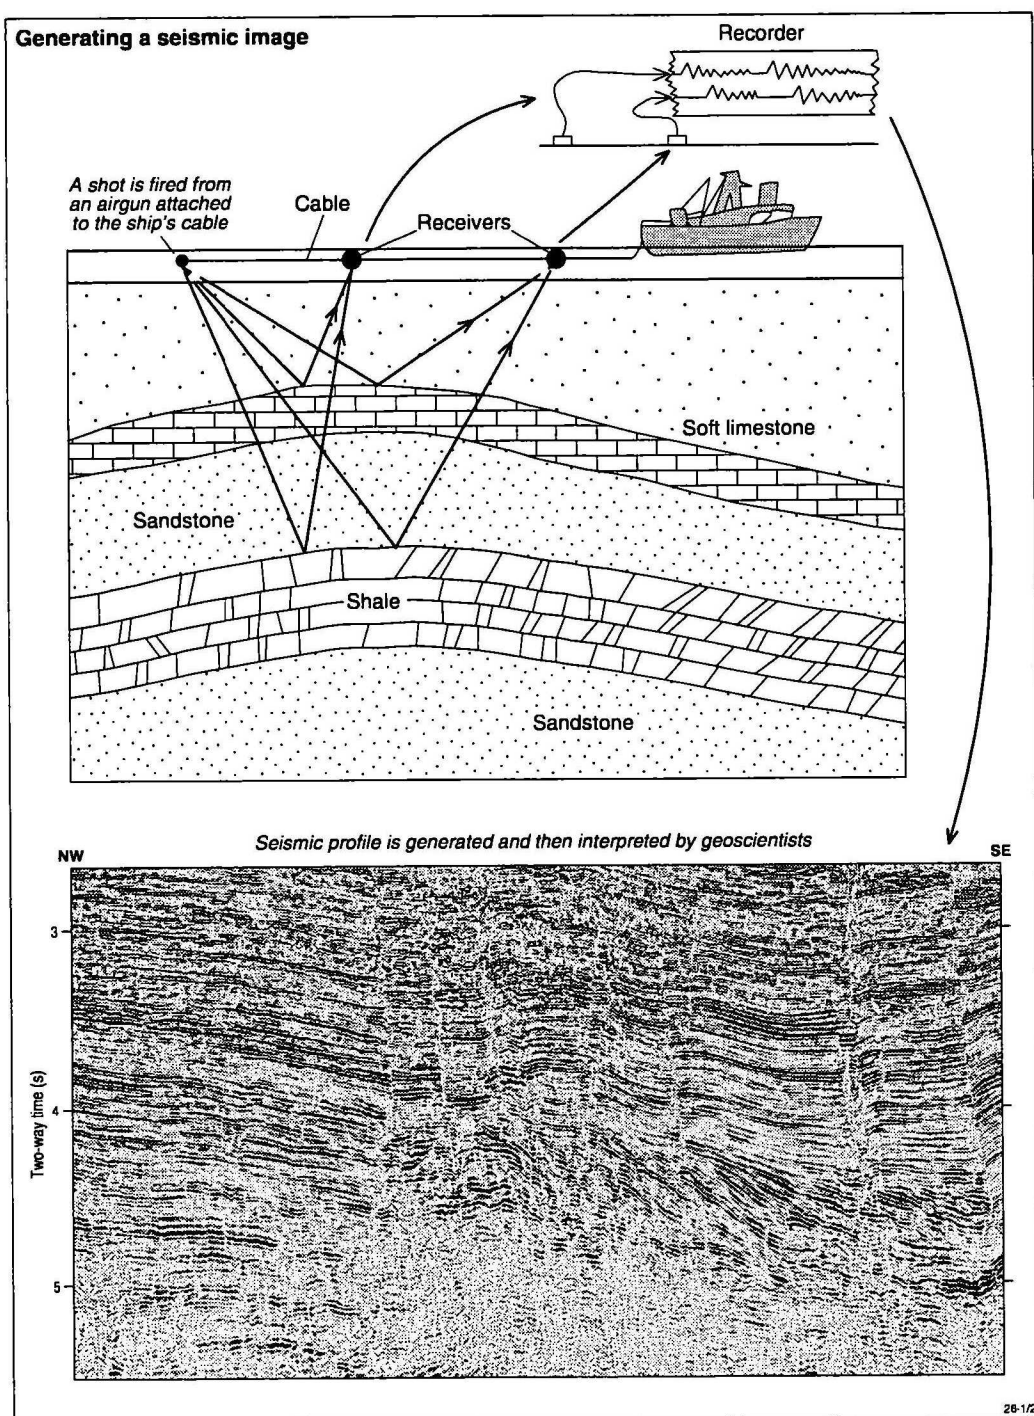 Generating a seismic image
Recorder
A shot is fired from
an airgun attached
to the ship's cable
Cable
Receivers
Soft limestone
Sandstone
Shale
Sandstone
Seismic profile is generated and then interpreted by geoscientists
NW
SE
3
4
5
Two-way time (s)